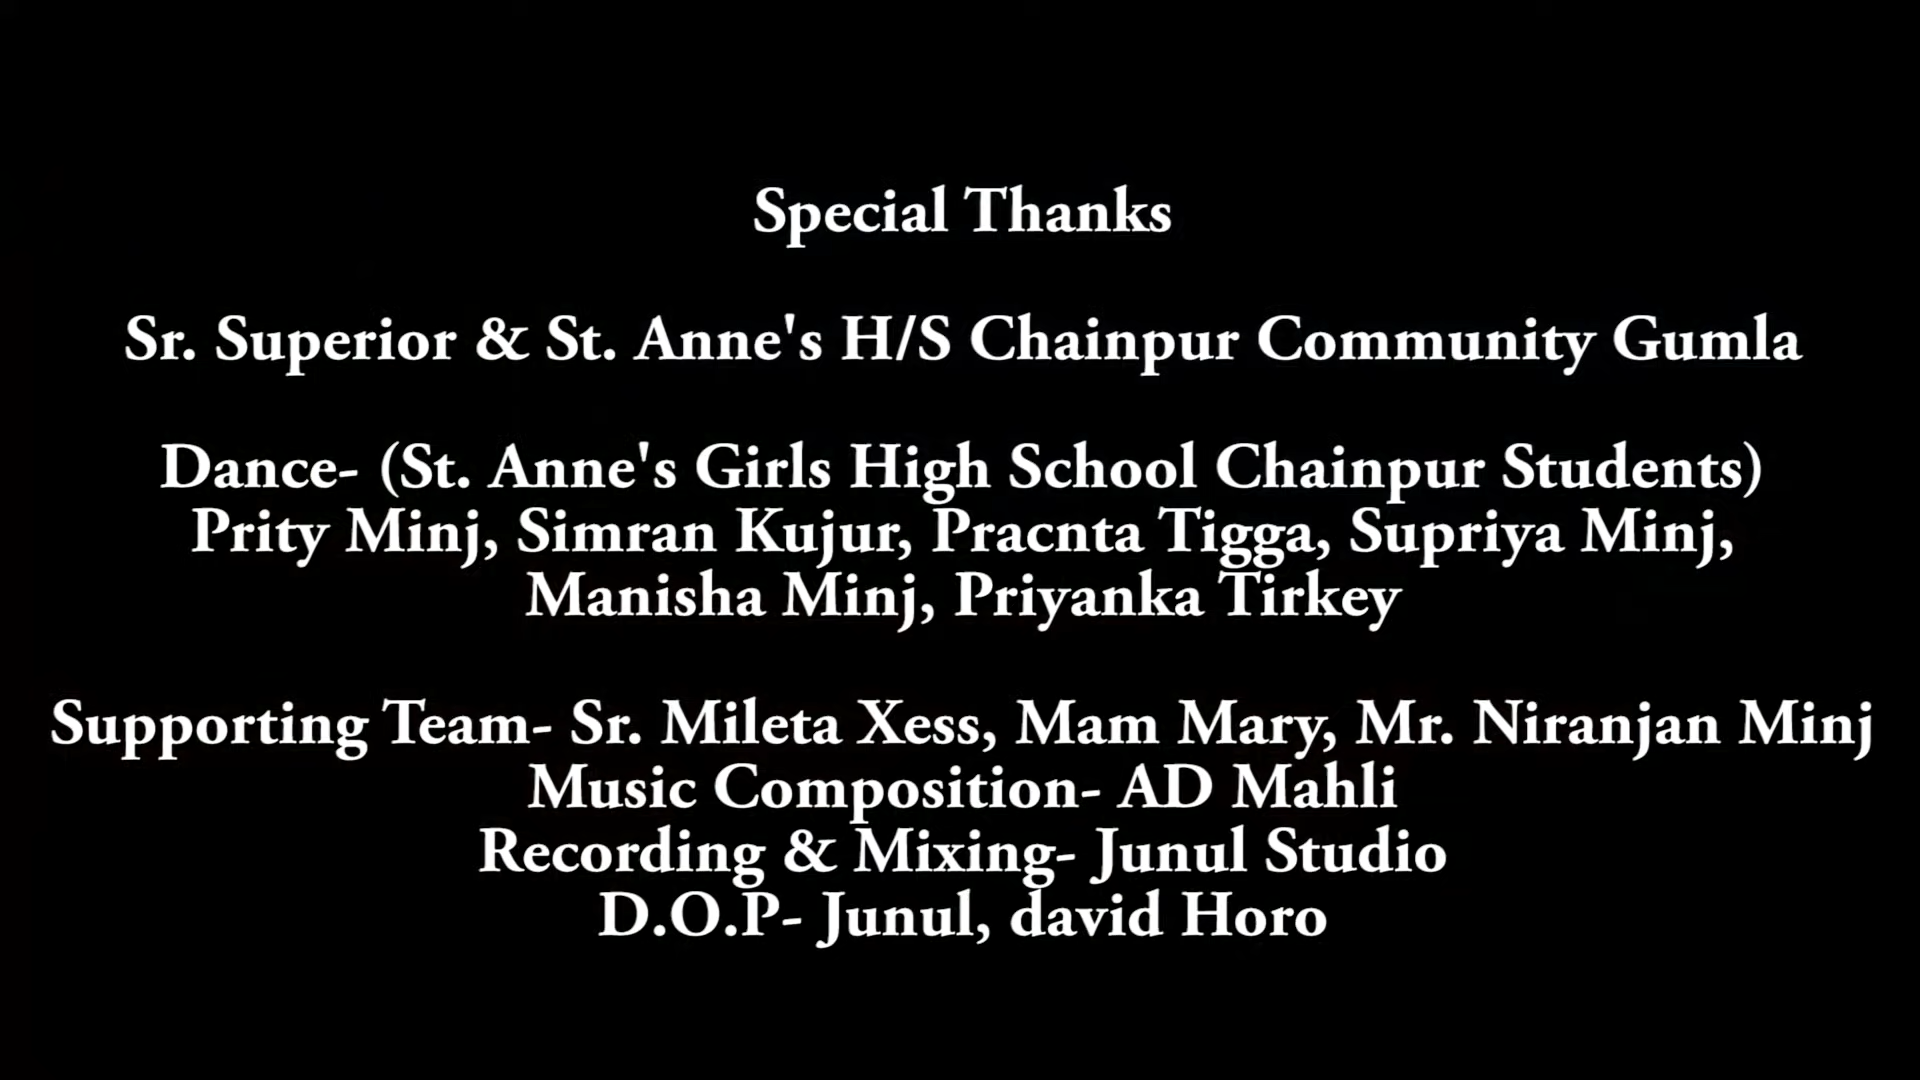 Special Thanks
Sr. Superior & St. Anne's H/S Chainpur Community Gumla
Dance- (St. Anne's Girls High School Chainpur Students)
Prity Minj, Simran Kujur, Pracnta Tigga, Supriya Minj,
Manisha Minj, Priyanka Tirkey
Supporting Team- Sr. Mileta Xess, Mam Mary, Mr. Niranjan Minj
Music Composition- AD Mahli
Recording & Mixing- Junul Studio
D.O.P- Junul, david Horo